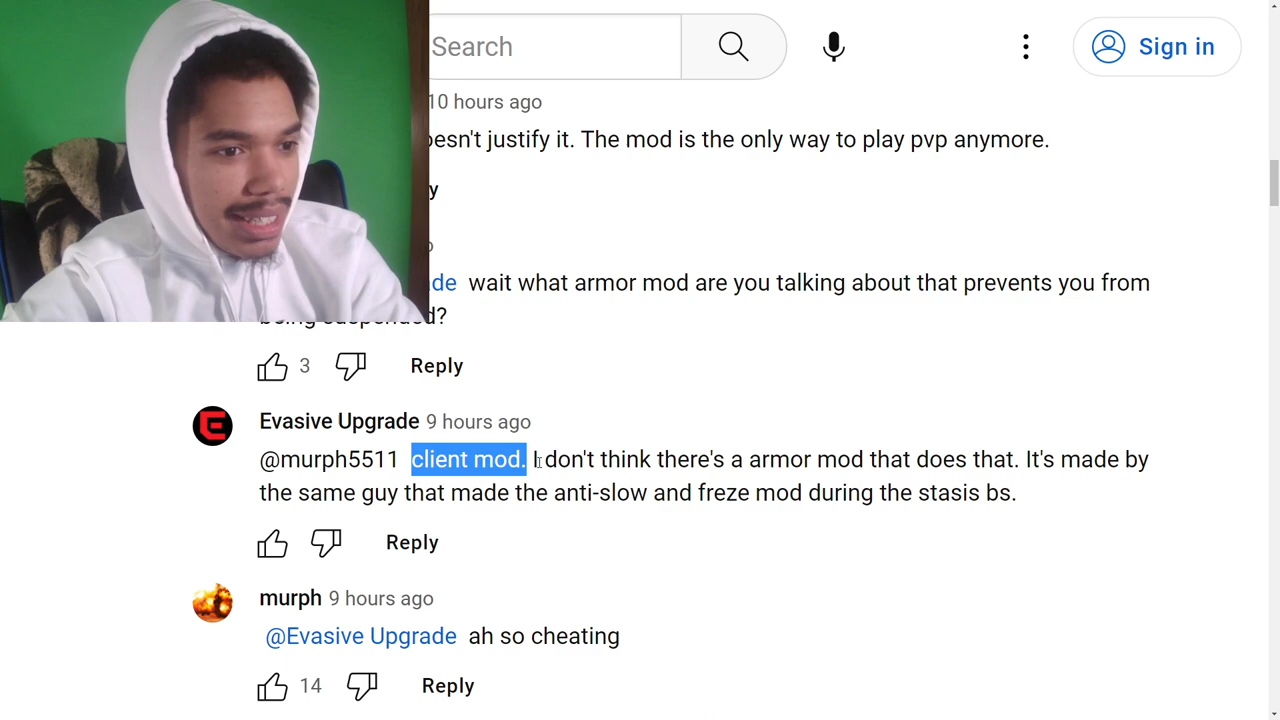 Search
Sign in
10 hours ago
esn't justify it. The mod is the only way to play pvp anymore.
y
de wait what armor mod are you talking about that prevents you from
being suspended?
3
Reply
Evasive Upgrade 9 hours ago
@murph5511 client mod. I don't think there's a armor mod that does that. It's made by
the same guy that made the anti-slow and freze mod during the stasis bs.
Reply
murph 9 hours ago
@Evasive Upgrade ah so cheating
14
Reply